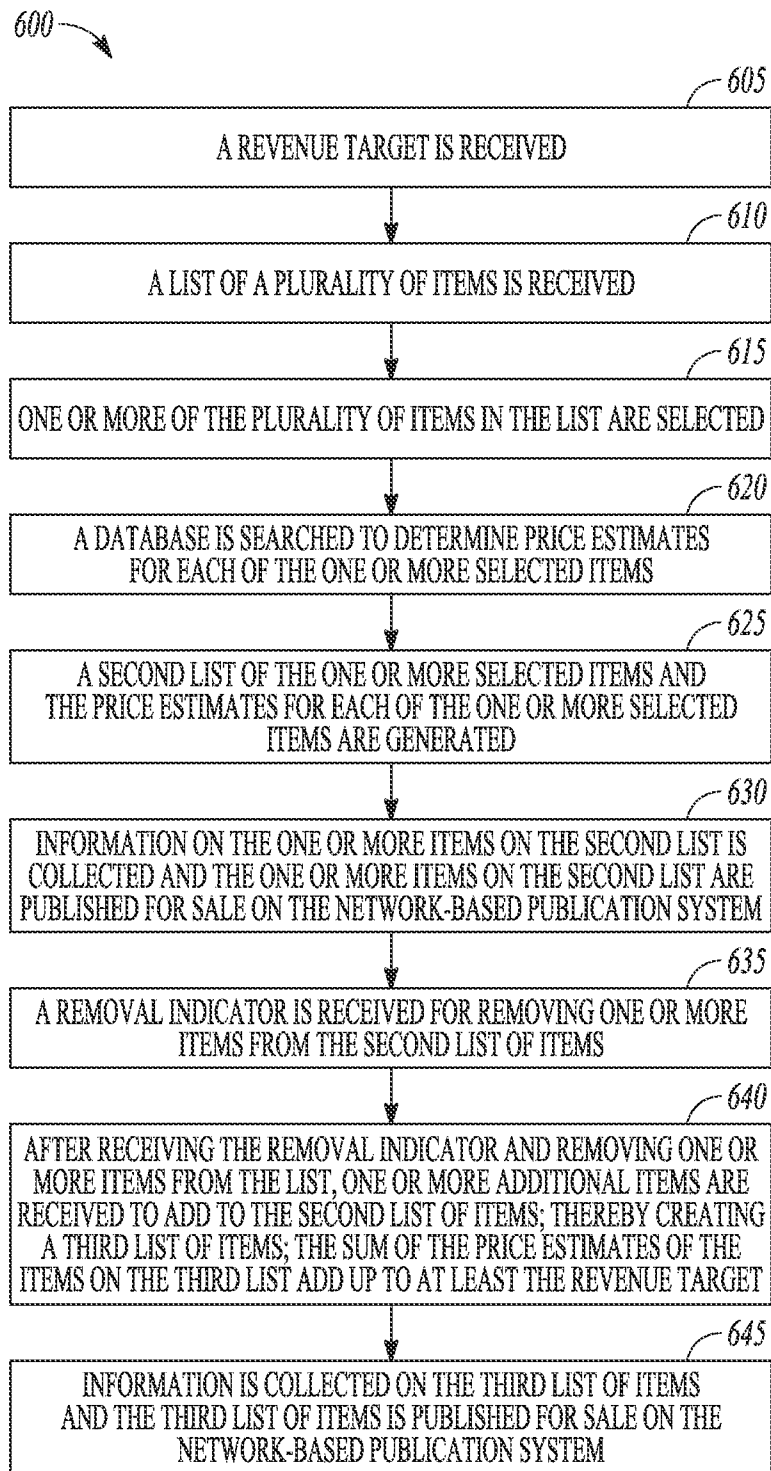 600
605
A REVENUE TARGET IS RECEIVED
610
A LIST OF A PLURALITY OF ITEMS IS RECEIVED
615
ONE OR MORE OF THE PLURALITY OF ITEMS IN THE LIST ARE SELECTED
620
A DATABASE IS SEARCHED TO DETERMINE PRICE ESTIMATES
FOR EACH OF THE ONE OR MORE SELECTED ITEMS
625
A SECOND LIST OF THE ONE OR MORE SELECTED ITEMS AND
THE PRICE ESTIMATES FOR EACH OF THE ONE OR MORE SELECTED
ITEMS ARE GENERATED
630
INFORMATION ON THE ONE OR MORE ITEMS ON THE SECOND LIST IS
COLLECTED AND THE ONE OR MORE ITEMS ON THE SECOND LIST ARE
PUBLISHED FOR SALE ON THE NETWORK-BASED PUBLICATION SYSTEM
635
A REMOVAL INDICATOR IS RECEIVED FOR REMOVING ONE OR MORE
ITEMS FROM THE SECOND LIST OF ITEMS
640
AFTER RECEIVING THE REMOVAL INDICATOR AND REMOVING ONE OR
MORE ITEMS FROM THE LIST, ONE OR MORE ADDITIONAL ITEMS ARE
RECEIVED TO ADD TO THE SECOND LIST OF ITEMS; THEREBY CREATING
A THIRD LIST OF ITEMS; THE SUM OF THE PRICE ESTIMATES OF THE
ITEMS ON THE THIRD LIST ADD UP TO AT LEAST THE REVENUE TARGET
645
INFORMATION IS COLLECTED ON THE THIRD LIST OF ITEMS
AND THE THIRD LIST OF ITEMS IS PUBLISHED FOR SALE ON THE
NETWORK-BASED PUBLICATION SYSTEM